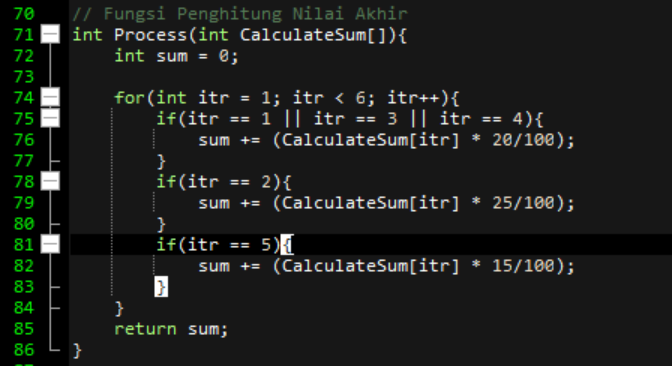 70 // Fungsi Penghitung Nilai Akhir
71 int Process(int CalculateSum[]){
72     int sum = 0;
73
74     for(int itr = 1; itr < 6; itr++){
75         if(itr == 1 || itr == 3 || itr == 4){
76             sum += (CalculateSum[itr] * 20/100);
77         }
78         if(itr == 2){
79             sum += (CalculateSum[itr] * 25/100);
80         }
81         if(itr == 5){
82             sum += (CalculateSum[itr] * 15/100);
83         }
84     }
85     return sum;
86 }